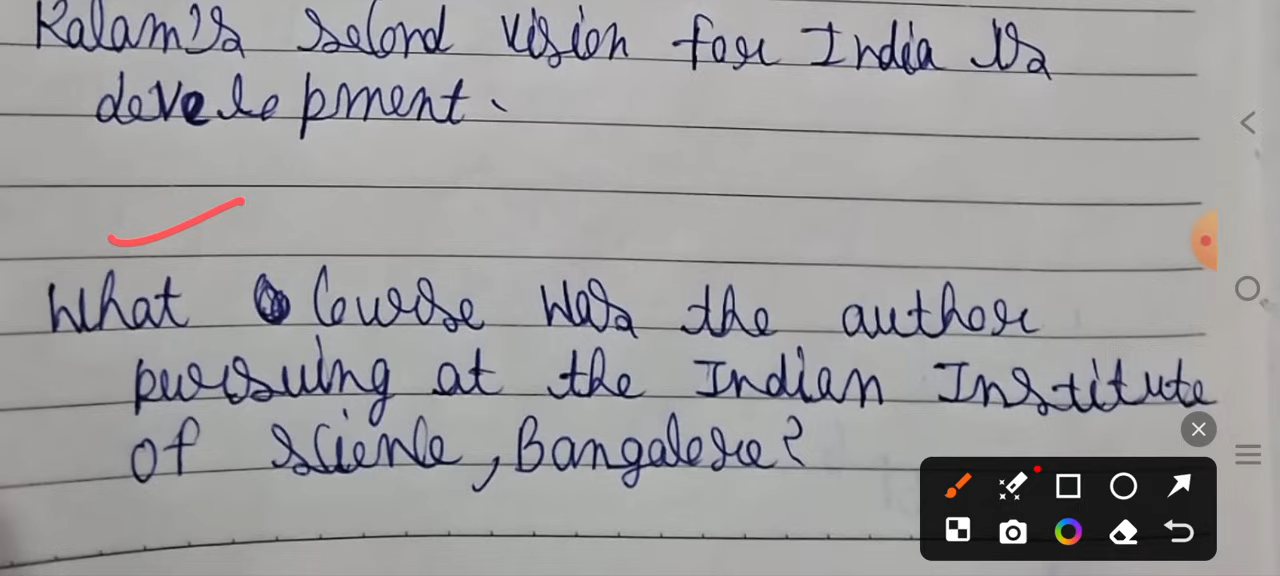 Kalam's second vision for India is
development.
What course was the author
pursuing at the Indian Institute
of science, Bangalore?